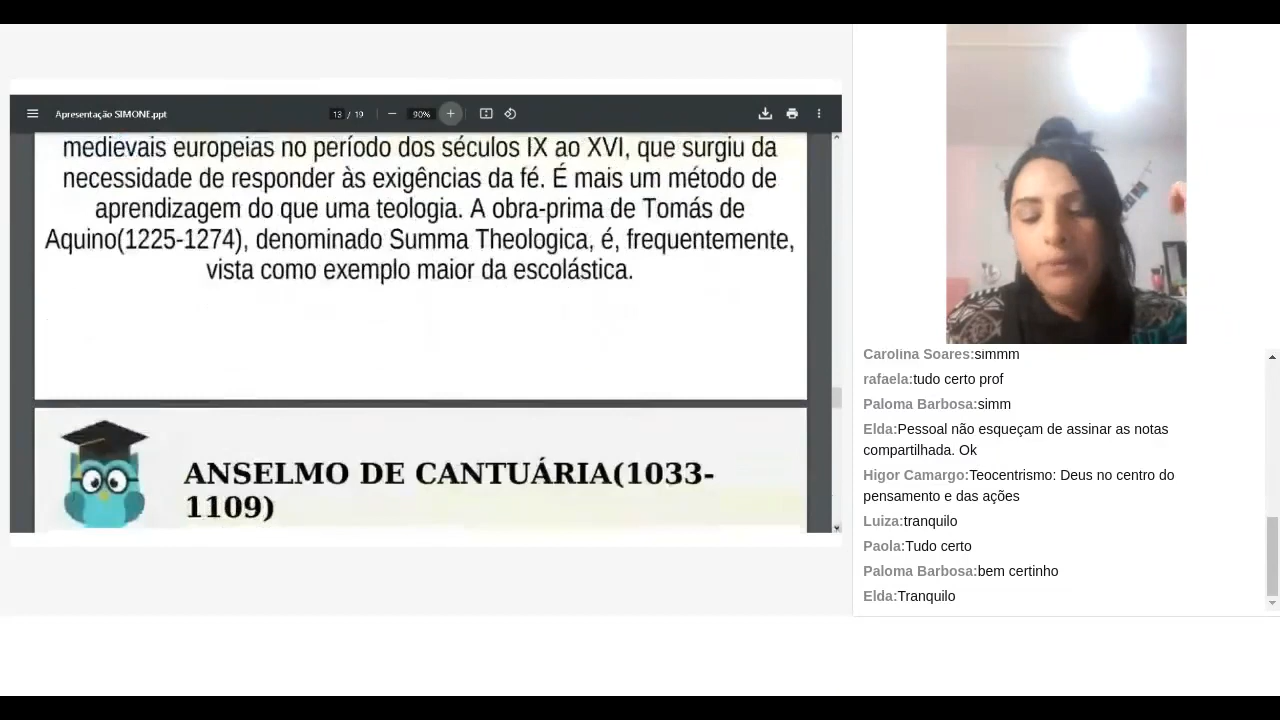 Apresentação SIMONE.ppt
13 / 19
90%
medievais europeias no período dos séculos IX ao XVI, que surgiu da
necessidade de responder às exigências da fé. É mais um método de
aprendizagem do que uma teologia. A obra-prima de Tomás de
Aquino(1225-1274), denominado Summa Theologica, é, frequentemente,
vista como exemplo maior da escolástica.
ANSELMO DE CANTUÁRIA(1033-
1109)
Carolina Soares:simmm
rafaela:tudo certo prof
Paloma Barbosa:simm
Elda:Pessoal não esqueçam de assinar as notas
compartilhada. Ok
Higor Camargo:Teocentrismo: Deus no centro do
pensamento e das ações
Luiza:tranquilo
Paola:Tudo certo
Paloma Barbosa:bem certinho
Elda:Tranquilo